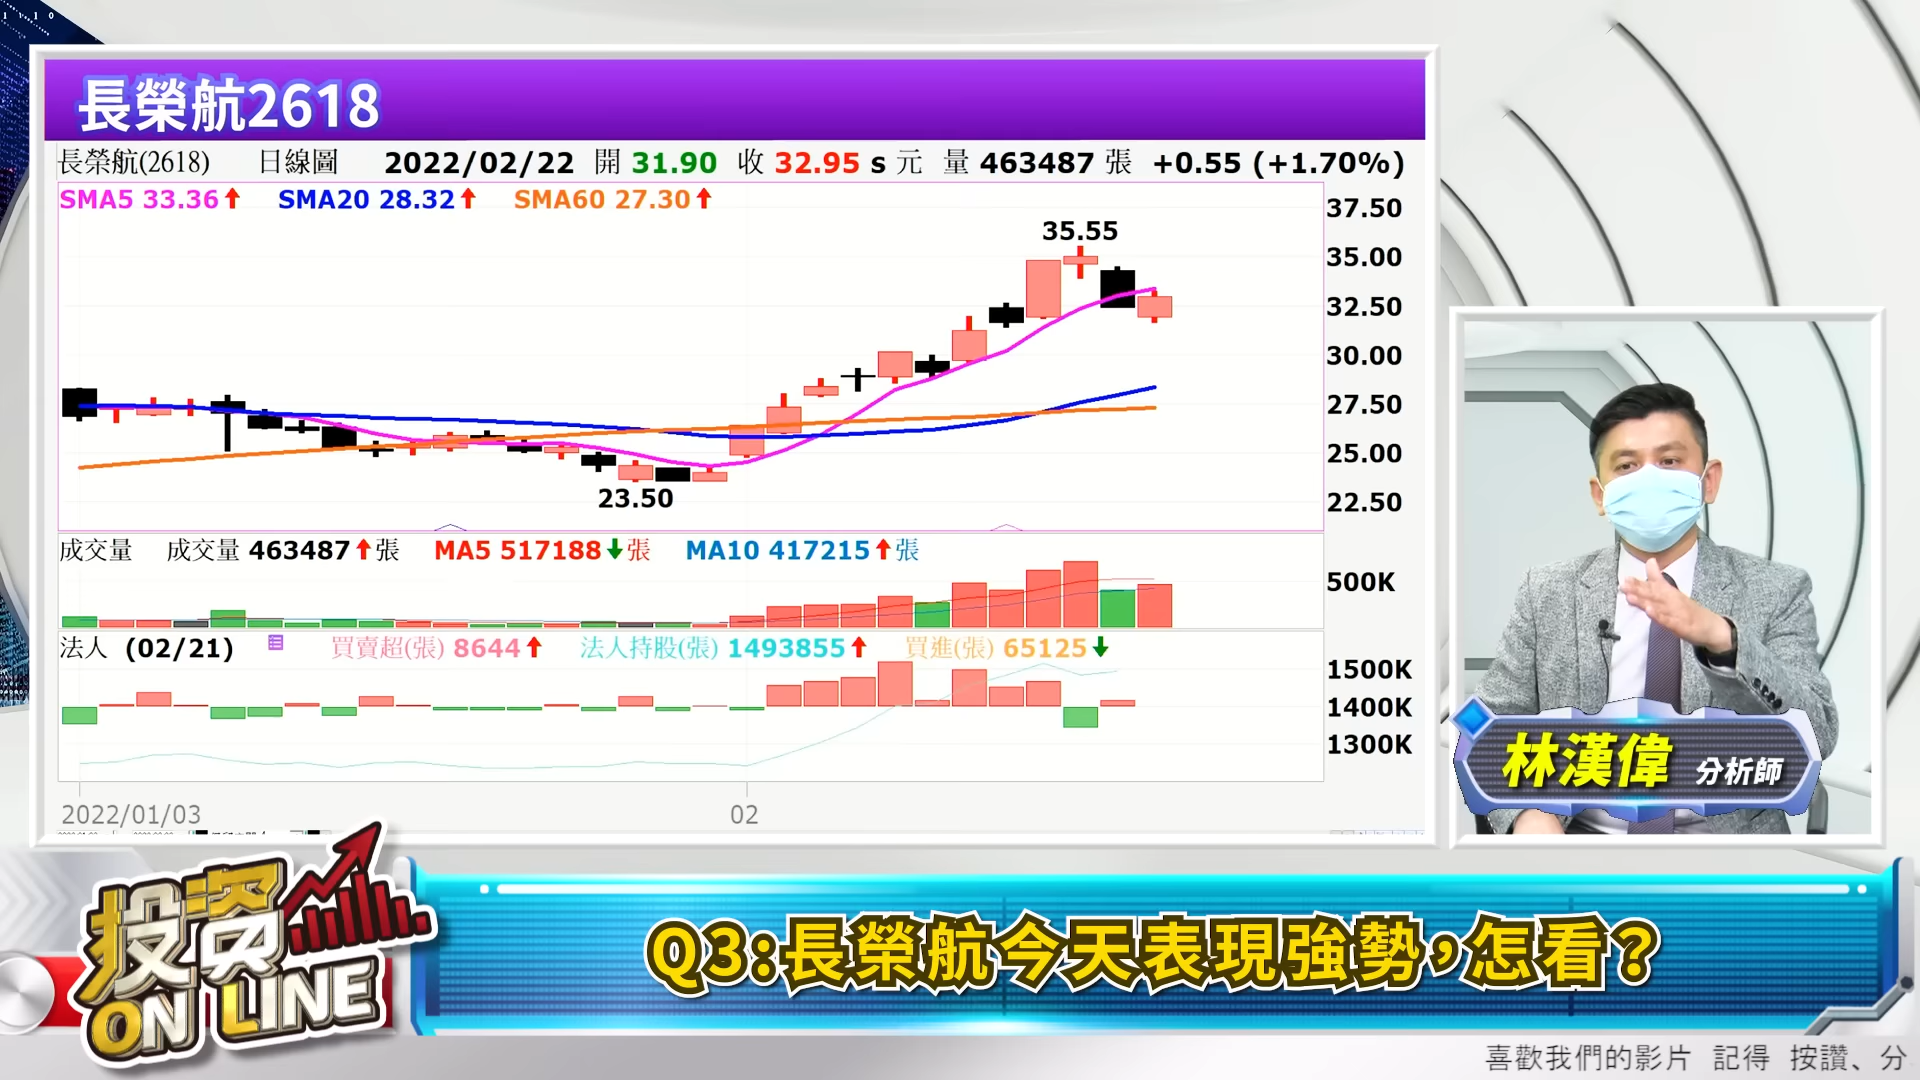 1 1 1 0
長榮航2618
長榮航(2618) 日線圖 2022/02/22 開 31.90 收 32.95 s 元 量 463487 張 +0.55 (+1.70%)
SMA5 33.36↑ SMA20 28.32↑ SMA60 27.30↑
37.50
35.55
35.00
32.50
30.00
27.50
25.00
23.50
22.50
成交量 成交量 463487↑張 MA5 517188↓張 MA10 417215↑張
500K
法人 (02/21) 買賣超(張) 8644↑ 法人持股(張) 1493855↑ 買進(張) 65125↓
1500K
1400K
1300K
2022/01/03 02
林漢偉 分析師
投資
ON LINE
Q3:長榮航今天表現強勢,怎看?
喜歡我們的影片 記得 按讚、分